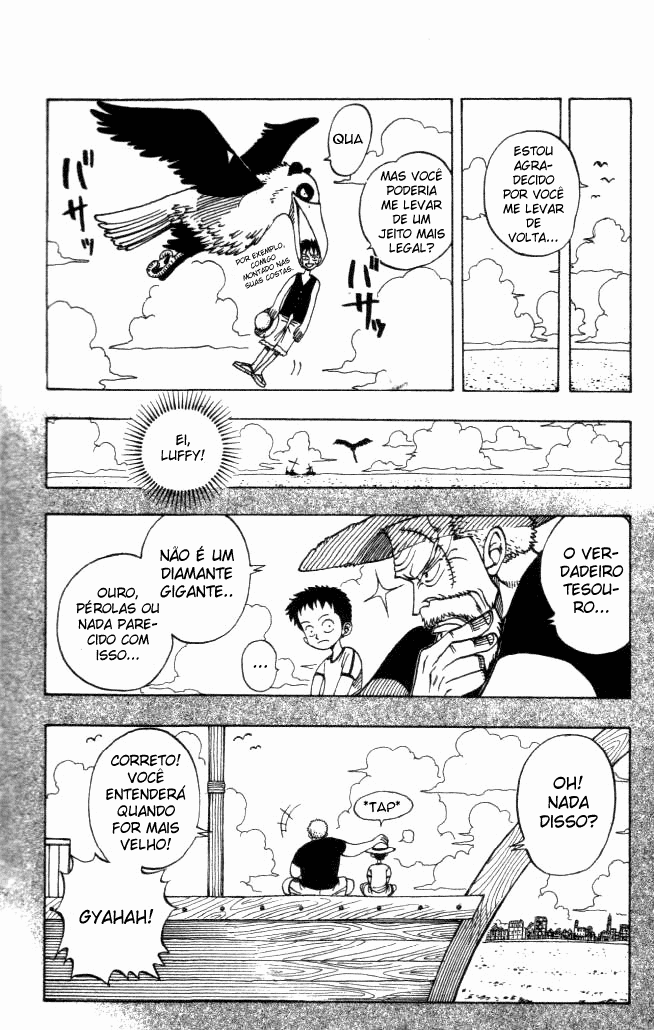 ESTOU
AGRA-
DECIDO
POR VOCÊ
ME LEVAR
DE
VOLTA...
QUA
MAS VOCÊ
PODERIA
ME LEVAR
DE UM
JEITO MAIS
LEGAL?
POR EXEMPLO,
COMIGO
MONTADO NAS
SUAS COSTAS.
バサッ
バサッ
EI,
LUFFY!
O VER-
DADEIRO
TESOU-
RO...
NÃO É UM
DIAMANTE
GIGANTE..
OURO,
PÉROLAS OU
NADA PARE-
CIDO COM
ISSO...
...
OH!
NADA
DISSO?
*TAP*
CORRETO!
VOCÊ
ENTENDERÁ
QUANDO
FOR MAIS
VELHO!
GYAHAH!